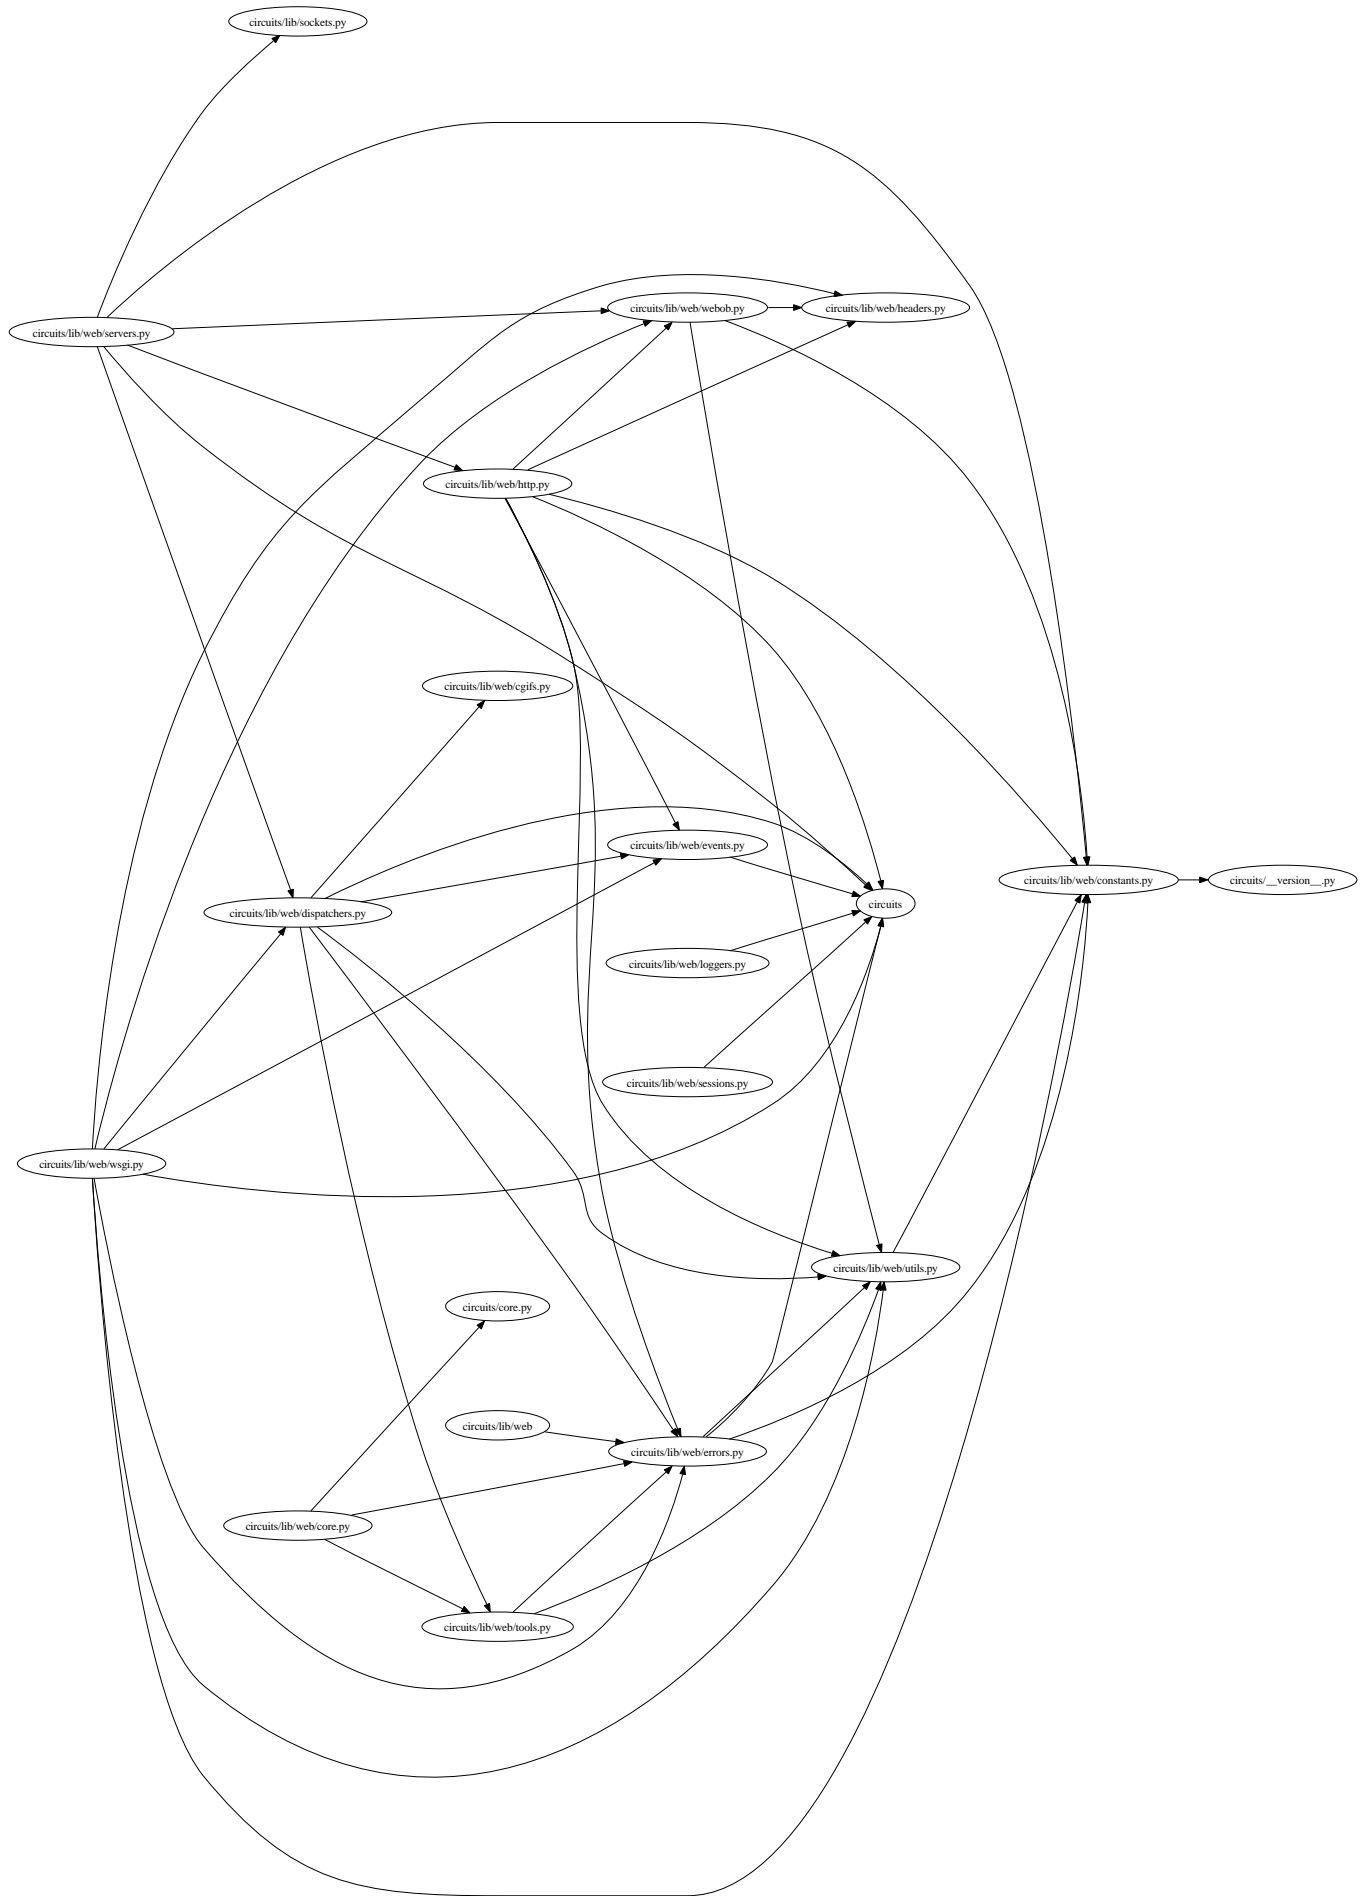 circuits/lib/sockets.py
circuits/lib/web/webob.py
circuits/lib/web/headers.py
circuits/lib/web/servers.py
circuits/lib/web/http.py
circuits/lib/web/cgifs.py
circuits/lib/web/events.py
circuits/lib/web/constants.py
circuits/__version__.py
circuits
circuits/lib/web/dispatchers.py
circuits/lib/web/loggers.py
circuits/lib/web/sessions.py
circuits/lib/web/wsgi.py
circuits/lib/web/utils.py
circuits/core.py
circuits/lib/web
circuits/lib/web/errors.py
circuits/lib/web/core.py
circuits/lib/web/tools.py